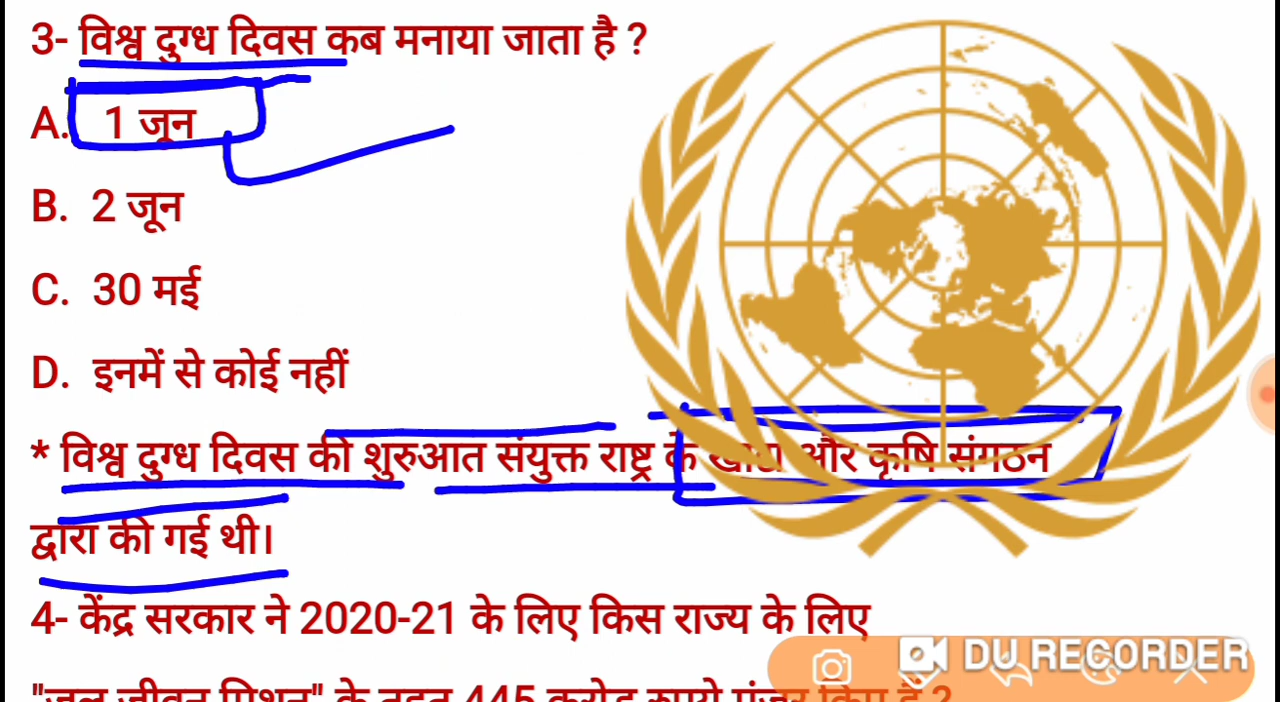 3- विश्व दुग्ध दिवस कब मनाया जाता है ?
A. 1 जून
B. 2 जून
C. 30 मई
D. इनमें से कोई नहीं
* विश्व दुग्ध दिवस की शुरुआत संयुक्त राष्ट्र के खाद्य और कृषि संगठन
द्वारा की गई थी।
4- केंद्र सरकार ने 2020-21 के लिए किस राज्य के लिए
DU RECORDER
"जल जीवन मिशन" के तहत 445 करोड़ रूपये मंजूर किए हैं ?